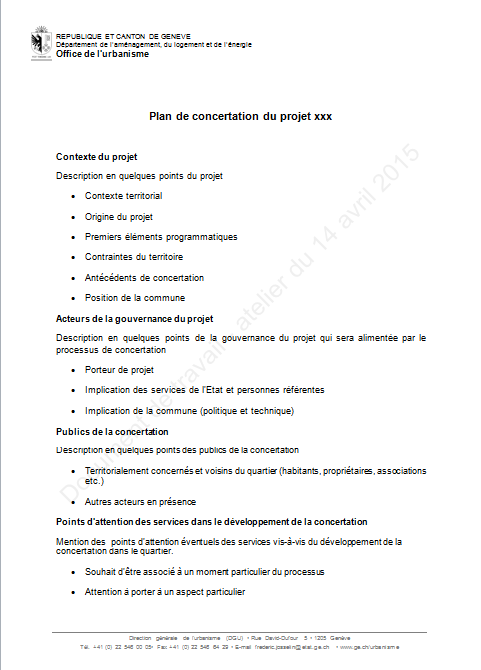 REPUBLIQUE ET CANTON DE GENEVE
Département de l'aménagement, du logement et de l'énergie
Office de l'urbanisme
Plan de concertation du projet xxx
Contexte du projet
Description en quelques points du projet
• Contexte territorial
• Origine du projet
• Premiers éléments programmatiques
• Contraintes du territoire
• Antécédents de concertation
• Position de la commune
Acteurs de la gouvernance du projet
Description en quelques points de la gouvernance du projet qui sera alimentée par le
processus de concertation
• Porteur de projet
• Implication des services de l'Etat et personnes référentes
• Implication de la commune (politique et technique)
Publics de la concertation
Description en quelques points des publics de la concertation
• Territorialement concernés et voisins du quartier (habitants, propriétaires, associations
etc.)
• Autres acteurs en présence
Points d'attention des services dans le développement de la concertation
Mention des points d'attention éventuels des services vis-à-vis du développement de la
concertation dans le quartier.
• Souhait d'être associé à un moment particulier du processus
• Attention à porter à un aspect particulier
Document de travail - atelier du 14 avril 2015
Direction générale de l'urbanisme (DGU) • Rue David-Dufour 5 • 1205 Genève
Tél. +41 (0) 22 546 00 05 • Fax +41 (0) 22 546 64 29 • E-mail frederic.josselin@etat.ge.ch • www.ge.ch/urbanisme